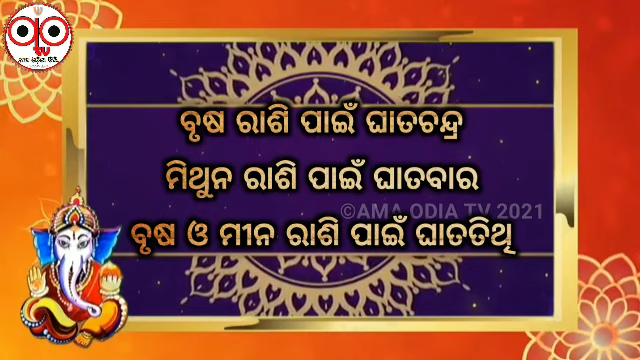 ବୃଷ ରାଶି ପାଇଁ ଘାତଚନ୍ଦ୍ର
ମିଥୁନ ରାଶି ପାଇଁ ଘାତବାର
©AMA ODIA TV 2021
ବୃଷ ଓ ମୀନ ରାଶି ପାଇଁ ଘାତତିଥି